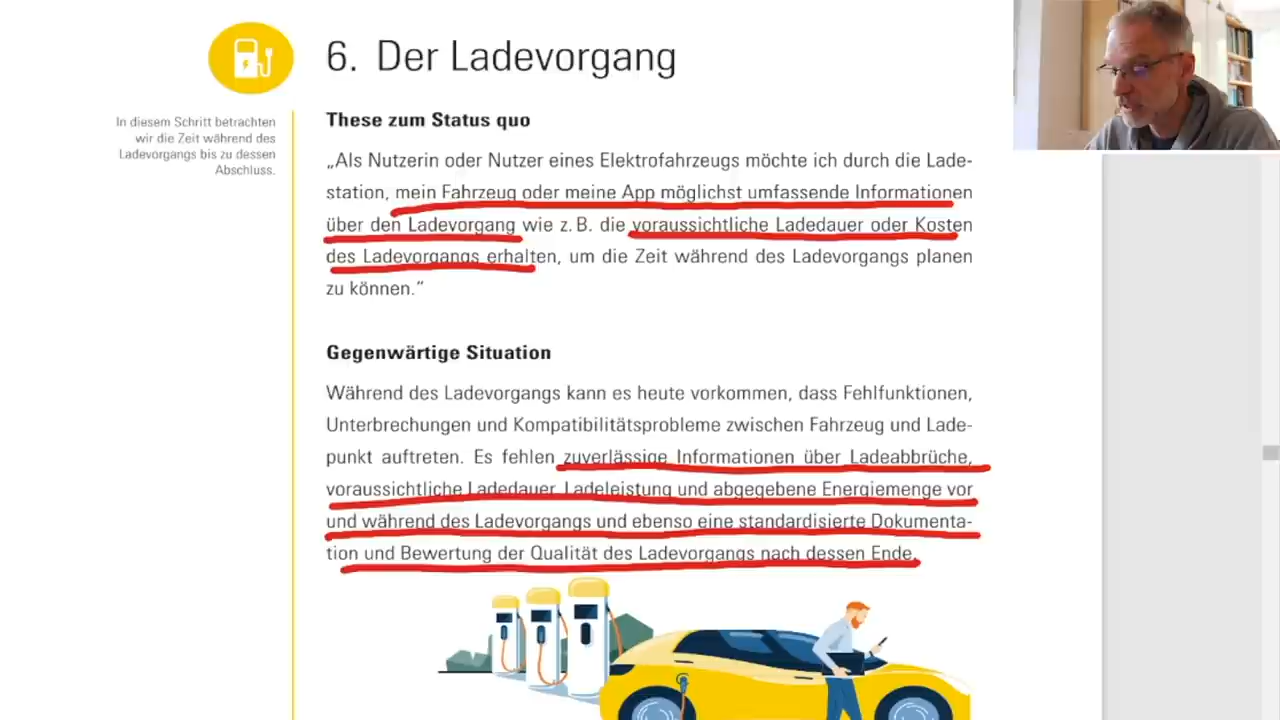 6. Der Ladevorgang
In diesem Schritt betrachten
wir die Zeit während des
Ladevorgangs bis zu dessen
Abschluss.
These zum Status quo
„Als Nutzerin oder Nutzer eines Elektrofahrzeugs möchte ich durch die Lade-
station, mein Fahrzeug oder meine App möglichst umfassende Informationen
über den Ladevorgang wie z. B. die voraussichtliche Ladedauer oder Kosten
des Ladevorgangs erhalten, um die Zeit während des Ladevorgangs planen
zu können.“
Gegenwärtige Situation
Während des Ladevorgangs kann es heute vorkommen, dass Fehlfunktionen,
Unterbrechungen und Kompatibilitätsprobleme zwischen Fahrzeug und Lade-
punkt auftreten. Es fehlen zuverlässige Informationen über Ladeabbrüche,
voraussichtliche Ladedauer, Ladeleistung und abgegebene Energiemenge vor
und während des Ladevorgangs und ebenso eine standardisierte Dokumenta-
tion und Bewertung der Qualität des Ladevorgangs nach dessen Ende.